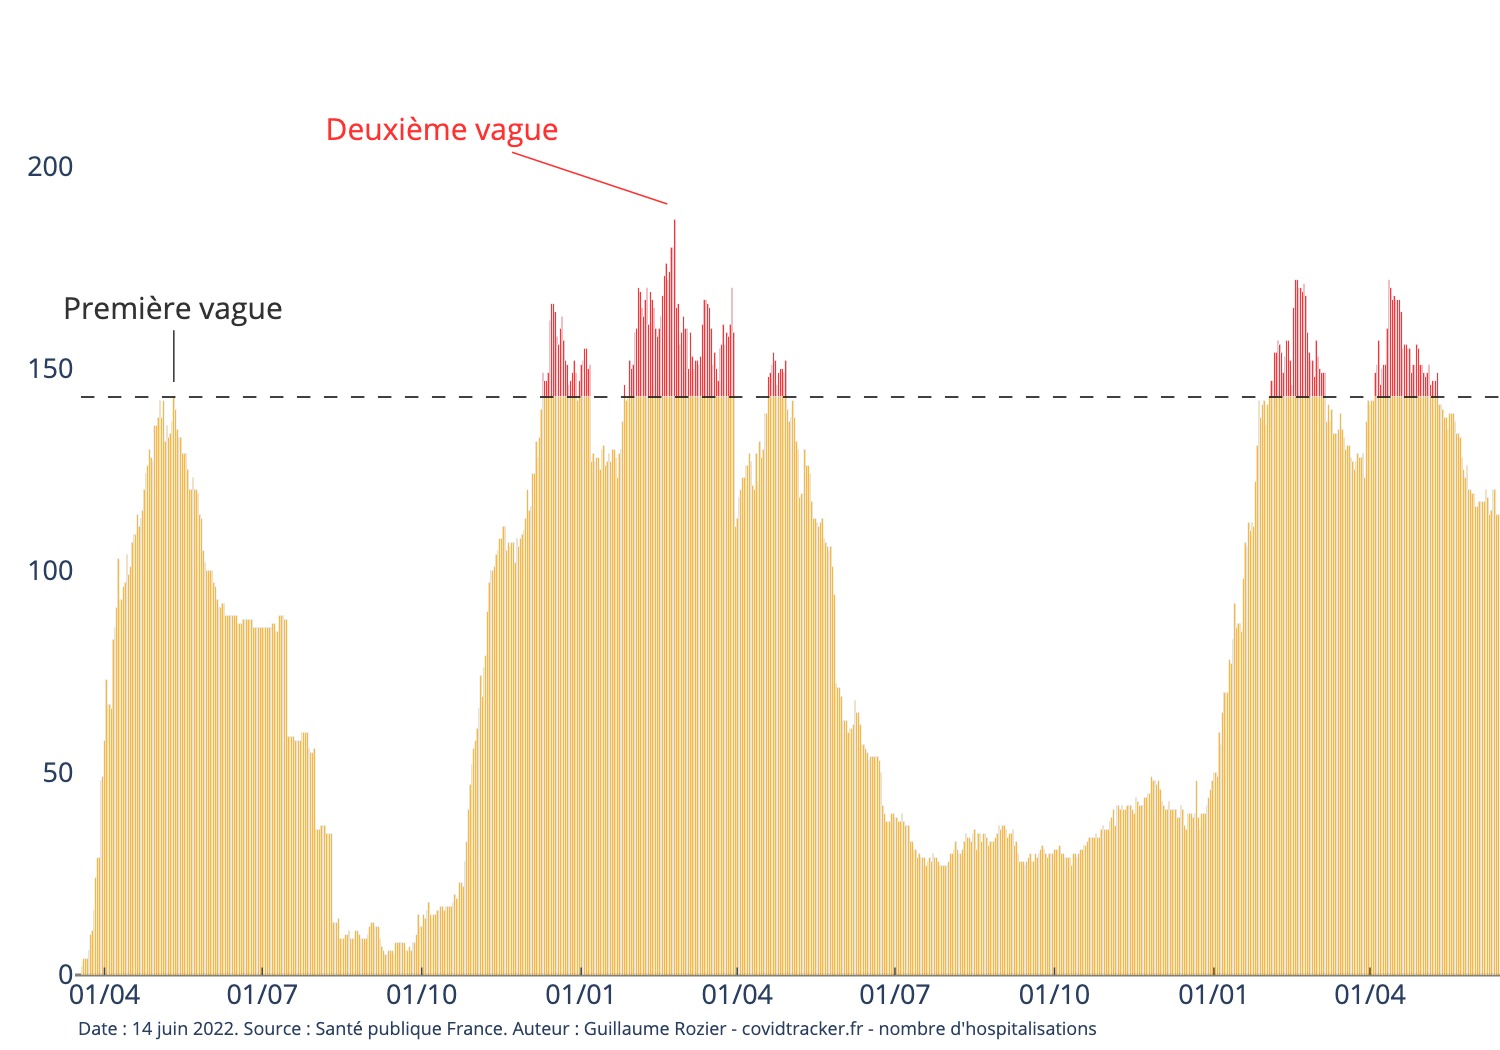 Deuxième vague
200
Première vague
150
100
50
0
01/04 01/07 01/10 01/01 01/04 01/07 01/10 01/01 01/04
Date : 14 juin 2022. Source : Santé publique France. Auteur : Guillaume Rozier - covidtracker.fr - nombre d'hospitalisations